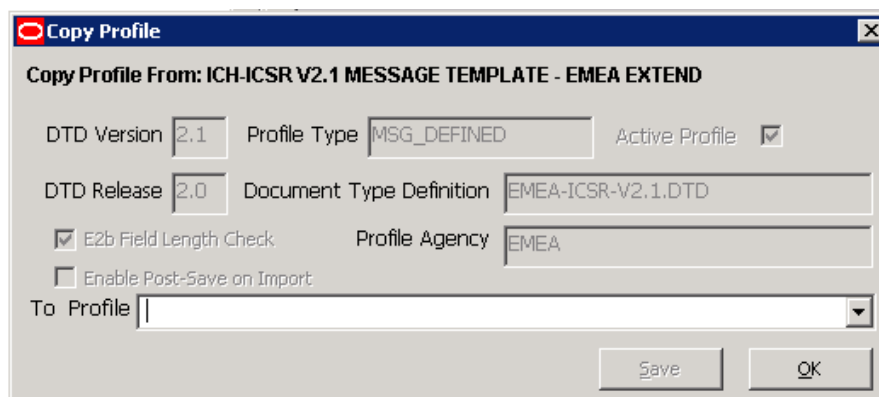 Copy Profile
Copy Profile From: ICH-ICSR V2.1 MESSAGE TEMPLATE - EMEA EXTEND
DTD Version 2.1 Profile Type MSG_DEFINED Active Profile
DTD Release 2.0 Document Type Definition EMEA-ICSR-V2.1.DTD
E2b Field Length Check Profile Agency EMEA
Enable Post-Save on Import
To Profile
Save OK